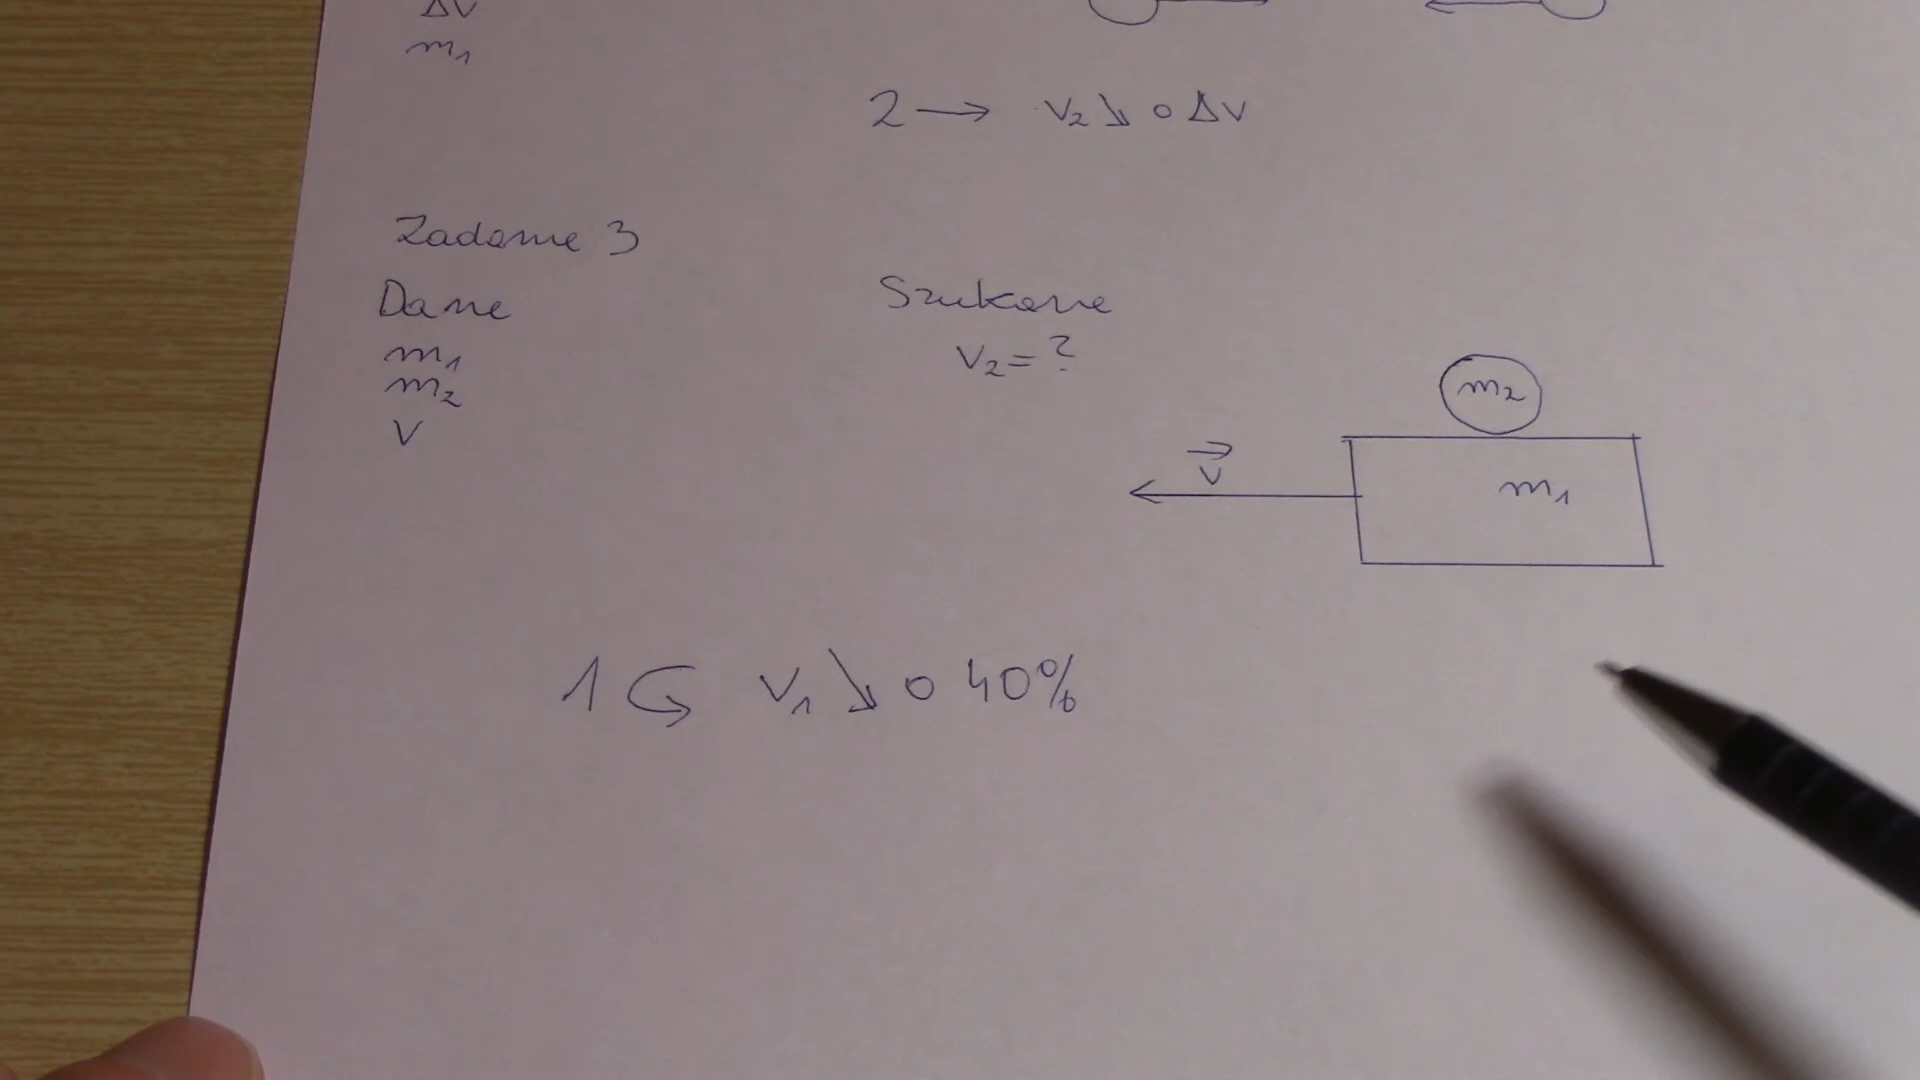 Δv
m₁
2 → v₂ ↘ o Δv
Zadanie 3
Dane
m₁
m₂
v
Szukane
v₂ = ?
m₂
v⃗
m₁
1 ⤹ v₁ ↘ o 40%